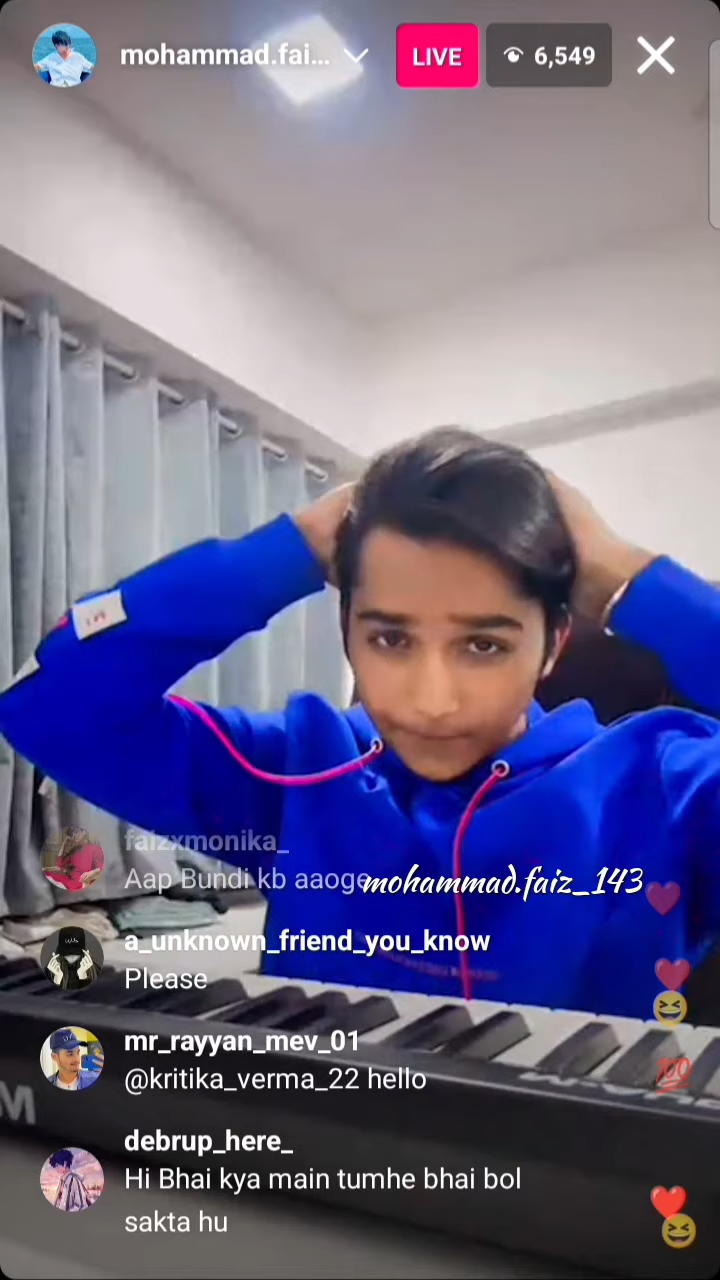 mohammad.fai...
LIVE
6,549
faizxmonika_
Aap Bundi kb aaoge
mohammad.faiz_143
a_unknown_friend_you_know
Please
mr_rayyan_mev_01
@kritika_verma_22 hello
debrup_here_
Hi Bhai kya main tumhe bhai bol
sakta hu